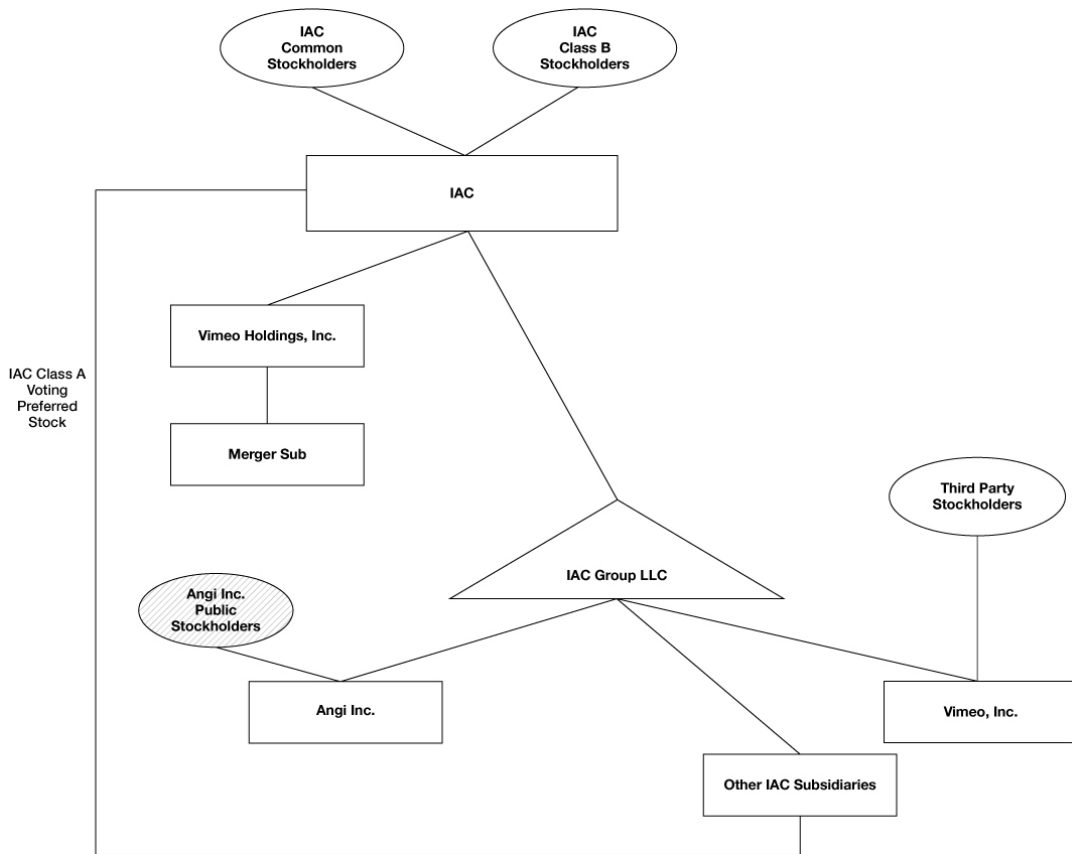 IAC
Common
Stockholders
IAC
Class B
Stockholders
IAC
Vimeo Holdings, Inc.
IAC Class A
Voting
Preferred
Stock
Merger Sub
Third Party
Stockholders
IAC Group LLC
Angi Inc.
Public
Stockholders
Angi Inc.
Vimeo, Inc.
Other IAC Subsidiaries